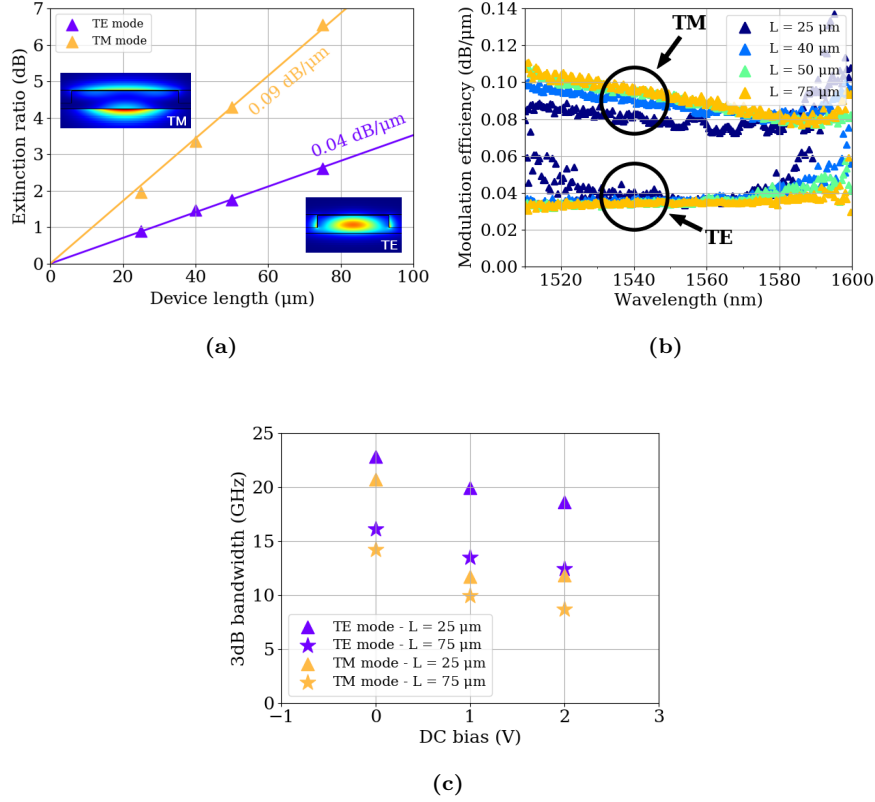 7
6
5
4
3
2
1
0
Extinction ratio (dB)
TE mode
TM mode
TM
0.09 dB/μm
0.04 dB/μm
TE
0 20 40 60 80 100
Device length (μm)
(a)
0.14
0.12
0.10
0.08
0.06
0.04
0.02
0.00
Modulation efficiency (dB/μm)
TM
L = 25 μm
L = 40 μm
L = 50 μm
L = 75 μm
TE
1520 1540 1560 1580 1600
Wavelength (nm)
(b)
25
20
15
10
5
0
3dB bandwidth (GHz)
TE mode - L = 25 μm
TE mode - L = 75 μm
TM mode - L = 25 μm
TM mode - L = 75 μm
−1 0 1 2 3
DC bias (V)
(c)